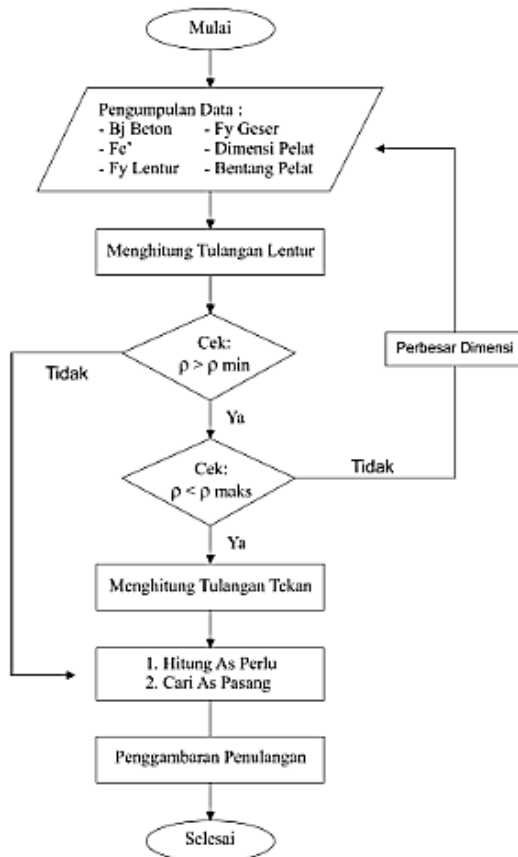 Mulai
Pengumpulan Data :
- Bj Beton - Fy Geser
- Fc' - Dimensi Pelat
- Fy Lentur - Bentang Pelat
Menghitung Tulangan Lentur
Cek:
ρ > ρ min
Tidak
Perbesar Dimensi
Ya
Cek:
ρ < ρ maks
Tidak
Ya
Menghitung Tulangan Tekan
1. Hitung As Perlu
2. Cari As Pasang
Penggambaran Penulangan
Selesai